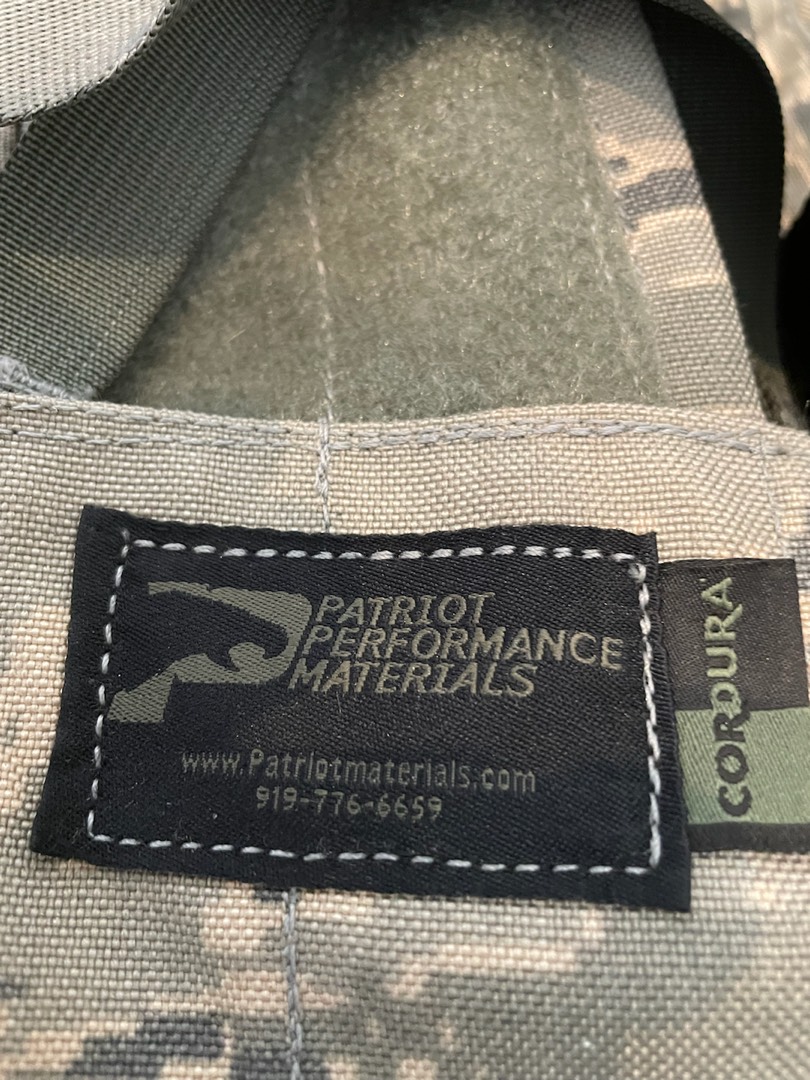 PATRIOT
PERFORMANCE
MATERIALS
www.Patriotmaterials.com
919-776-6659
CORDURA